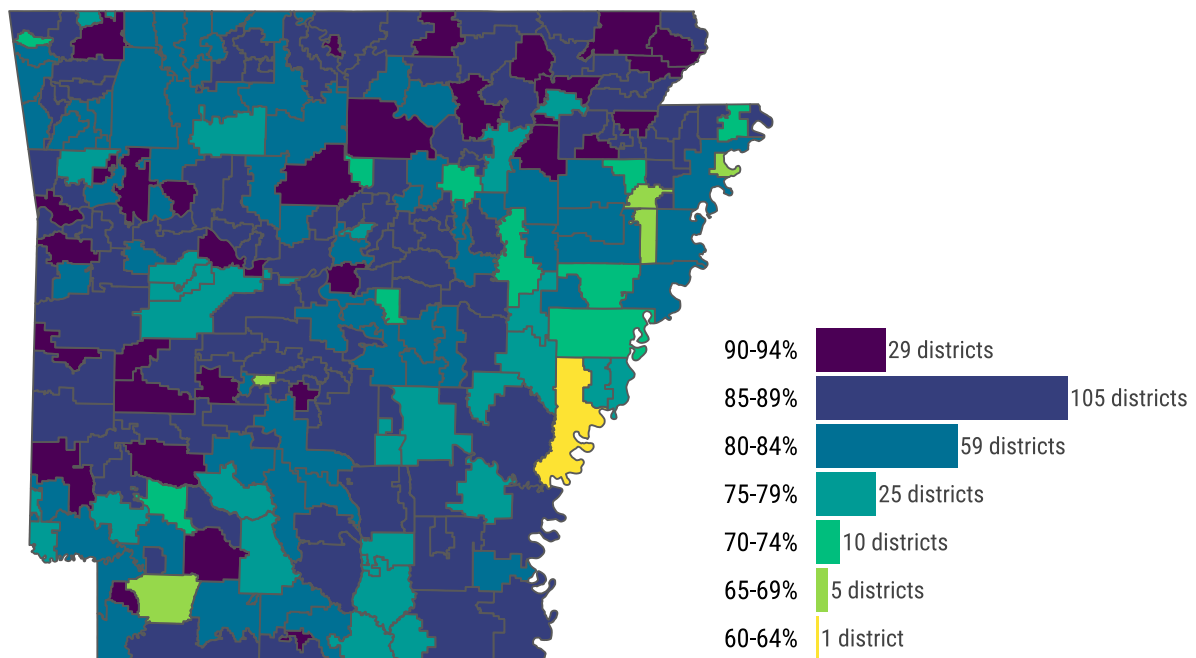 90-94% 29 districts
85-89% 105 districts
80-84% 59 districts
75-79% 25 districts
70-74% 10 districts
65-69% 5 districts
60-64% 1 district